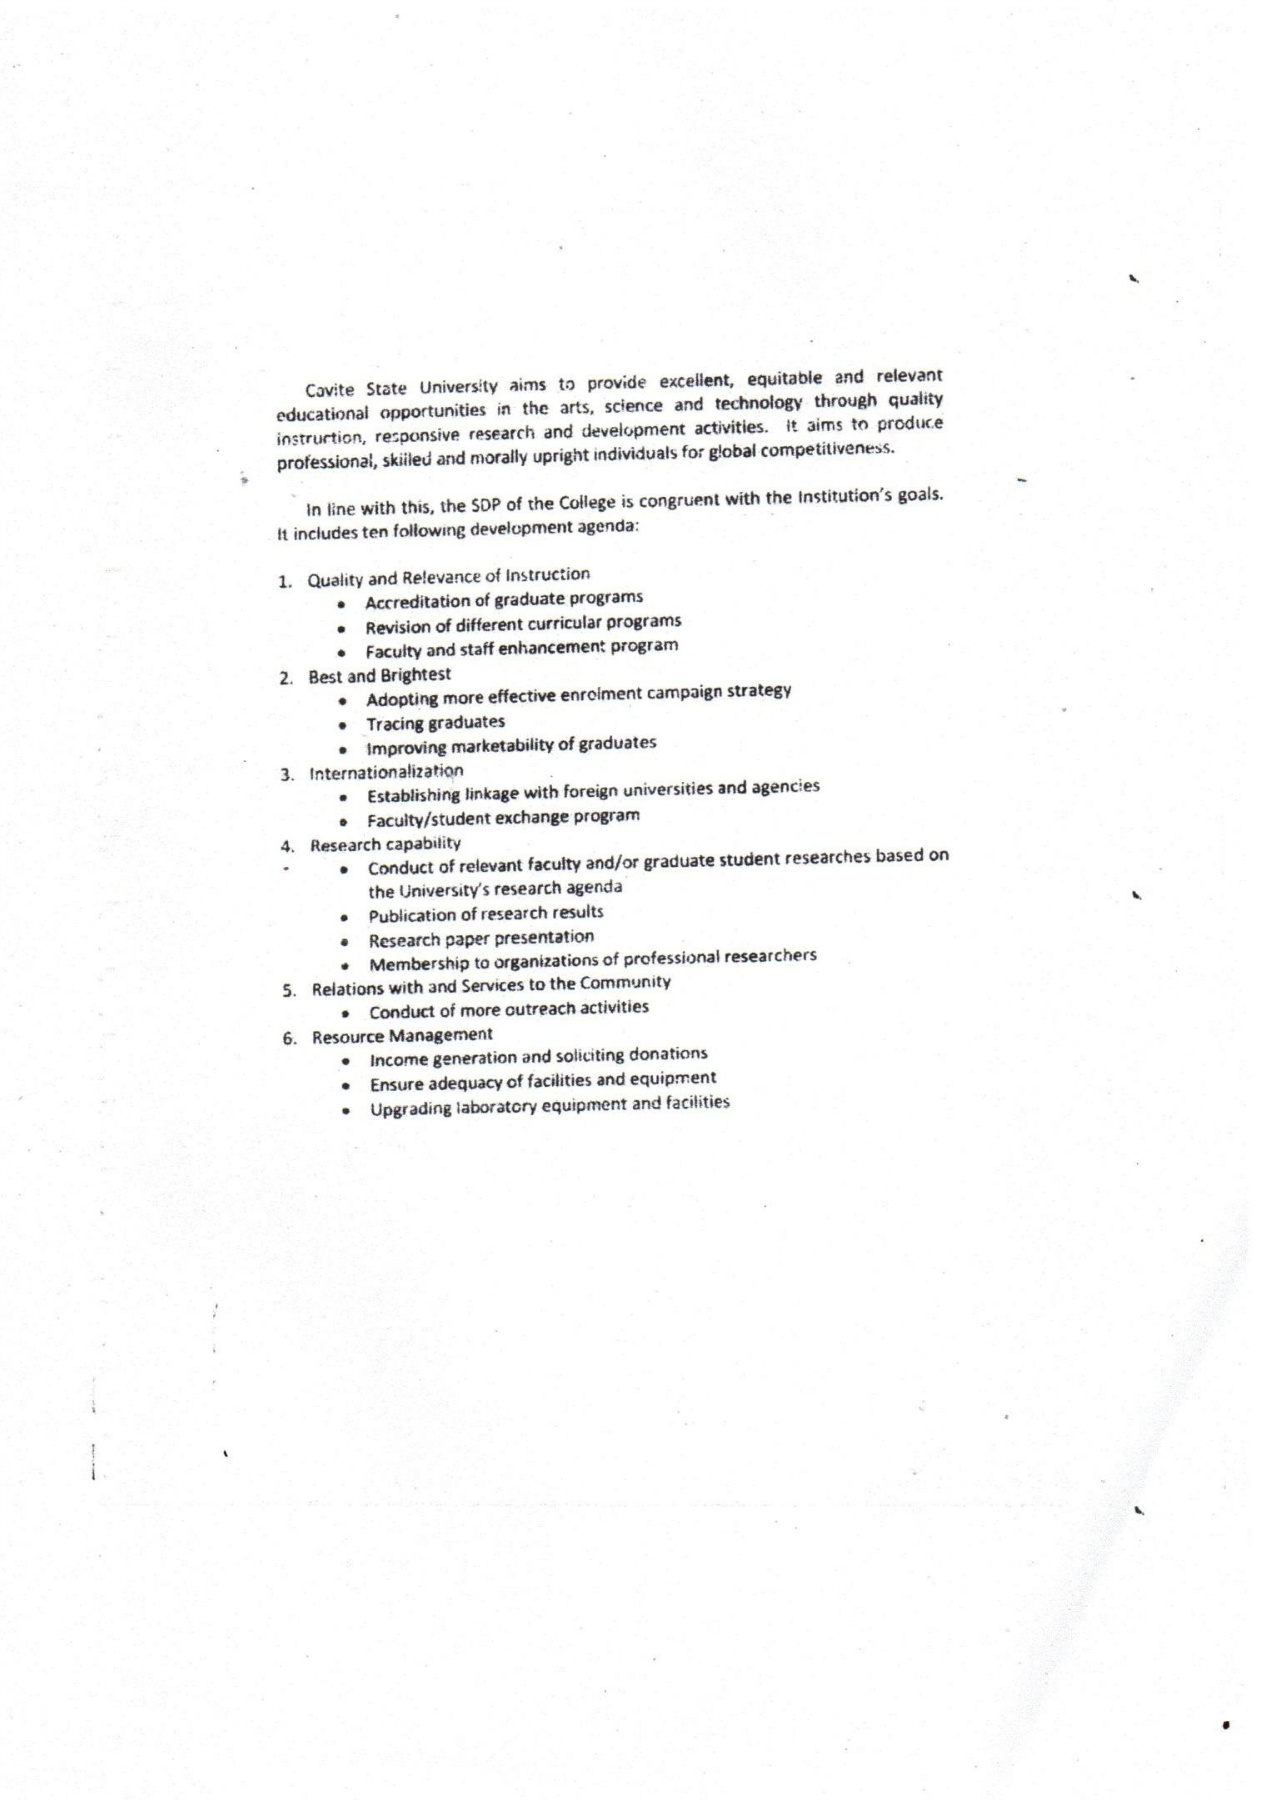 Cavite State University aims to provide excellent, equitable and relevant
educational opportunities in the arts, science and technology through quality
instruction, responsive research and development activities. It aims to produce
professional, skilled and morally upright individuals for global competitiveness.
In line with this, the SDP of the College is congruent with the Institution's goals.
It includes ten following development agenda:
1. Quality and Relevance of Instruction
• Accreditation of graduate programs
• Revision of different curricular programs
• Faculty and staff enhancement program
2. Best and Brightest
• Adopting more effective enrolment campaign strategy
• Tracing graduates
• Improving marketability of graduates
3. Internationalization
• Establishing linkage with foreign universities and agencies
• Faculty/student exchange program
4. Research capability
• Conduct of relevant faculty and/or graduate student researches based on
the University's research agenda
• Publication of research results
• Research paper presentation
• Membership to organizations of professional researchers
5. Relations with and Services to the Community
• Conduct of more outreach activities
6. Resource Management
• Income generation and soliciting donations
• Ensure adequacy of facilities and equipment
• Upgrading laboratory equipment and facilities